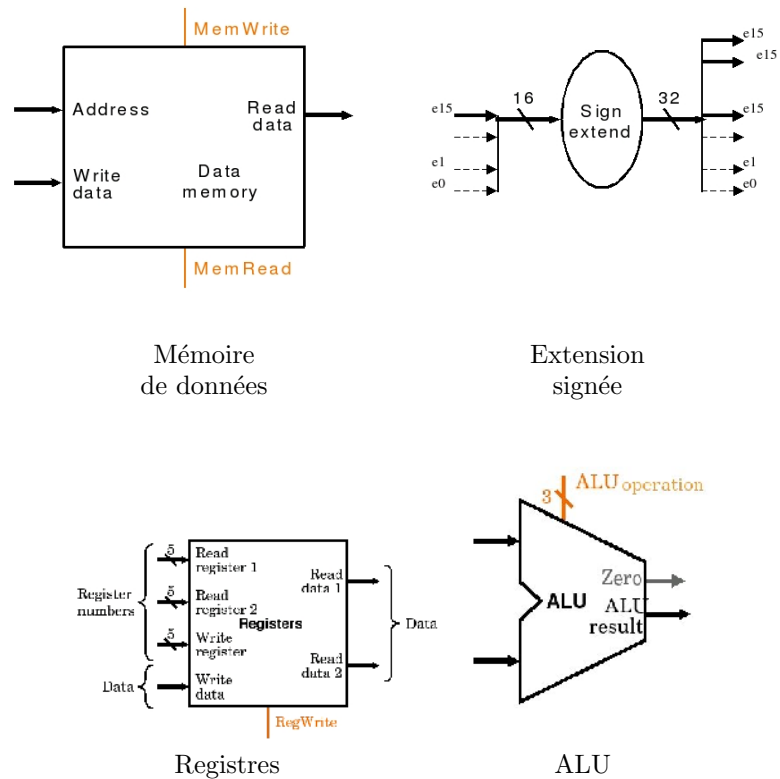 MemWrite
Address
Read
data
Write
data
Data
memory
MemRead
Mémoire
de données
e15
e1
e0
16
Sign
extend
32
e15
e15
e15
e1
e0
Extension
signée
Register
numbers
Data
5
Read
register 1
5
Read
register 2
5
Write
register
Write
data
Registers
Read
data 1
Read
data 2
Data
RegWrite
Registres
3
ALU operation
Zero
ALU
ALU
result
ALU